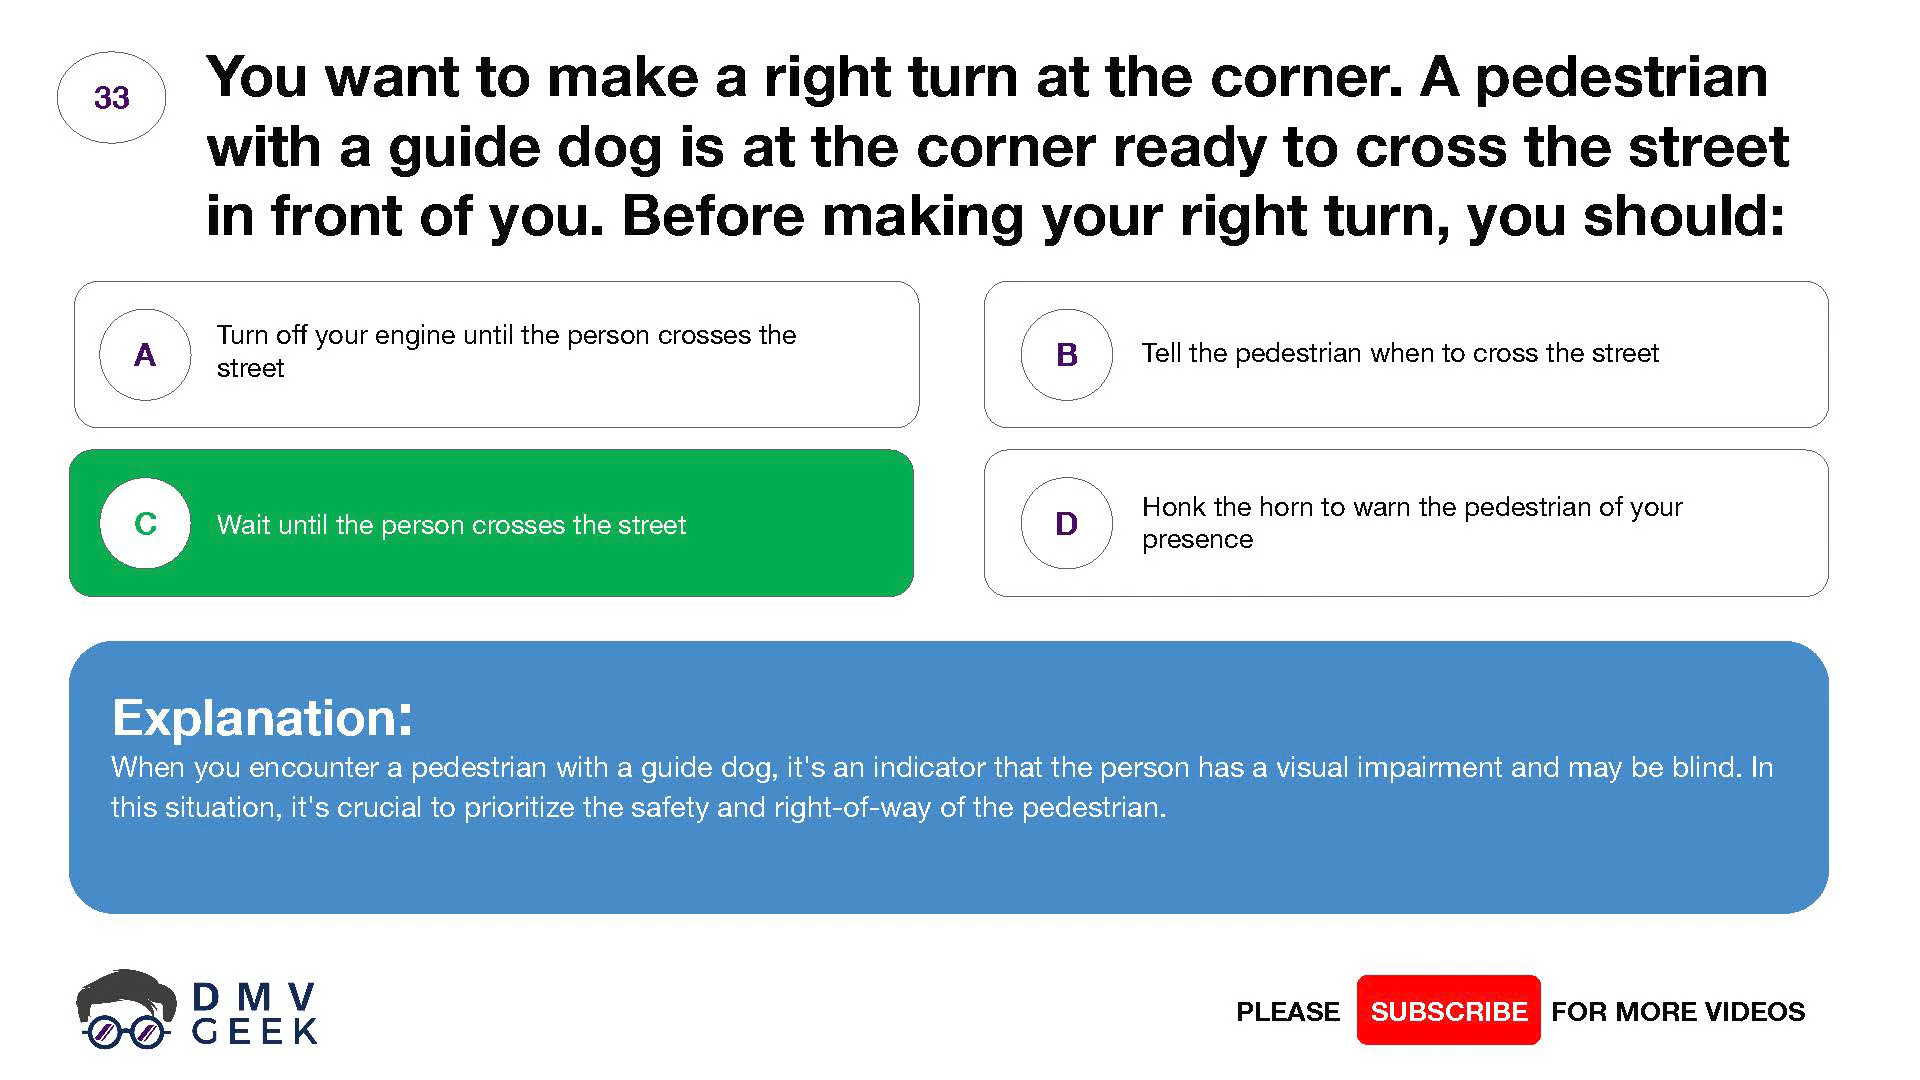 33
You want to make a right turn at the corner. A pedestrian
with a guide dog is at the corner ready to cross the street
in front of you. Before making your right turn, you should:
A
Turn off your engine until the person crosses the
street
B
Tell the pedestrian when to cross the street
C
Wait until the person crosses the street
D
Honk the horn to warn the pedestrian of your
presence
Explanation:
When you encounter a pedestrian with a guide dog, it's an indicator that the person has a visual impairment and may be blind. In
this situation, it's crucial to prioritize the safety and right-of-way of the pedestrian.
DMV
GEEK
PLEASE SUBSCRIBE FOR MORE VIDEOS